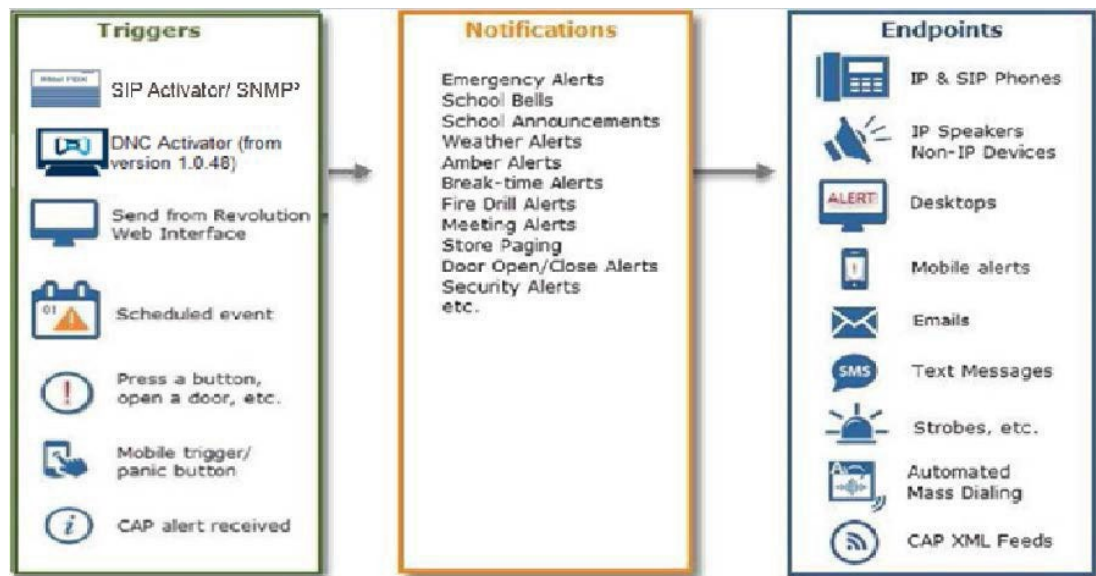 Triggers
SIP Activator/ SNMP³
DNC Activator (from
version 1.0.48)
Send from Revolution
Web Interface
01
Scheduled event
Press a button,
open a door, etc.
Mobile trigger/
panic button
CAP alert received
Notifications
Emergency Alerts
School Bells
School Announcements
Weather Alerts
Amber Alerts
Break-time Alerts
Fire Drill Alerts
Meeting Alerts
Store Paging
Door Open/Close Alerts
Security Alerts
etc.
Endpoints
IP & SIP Phones
IP Speakers
Non-IP Devices
ALERT!
Desktops
Mobile alerts
Emails
SMS
Text Messages
Strobes, etc.
Automated
Mass Dialing
CAP XML Feeds